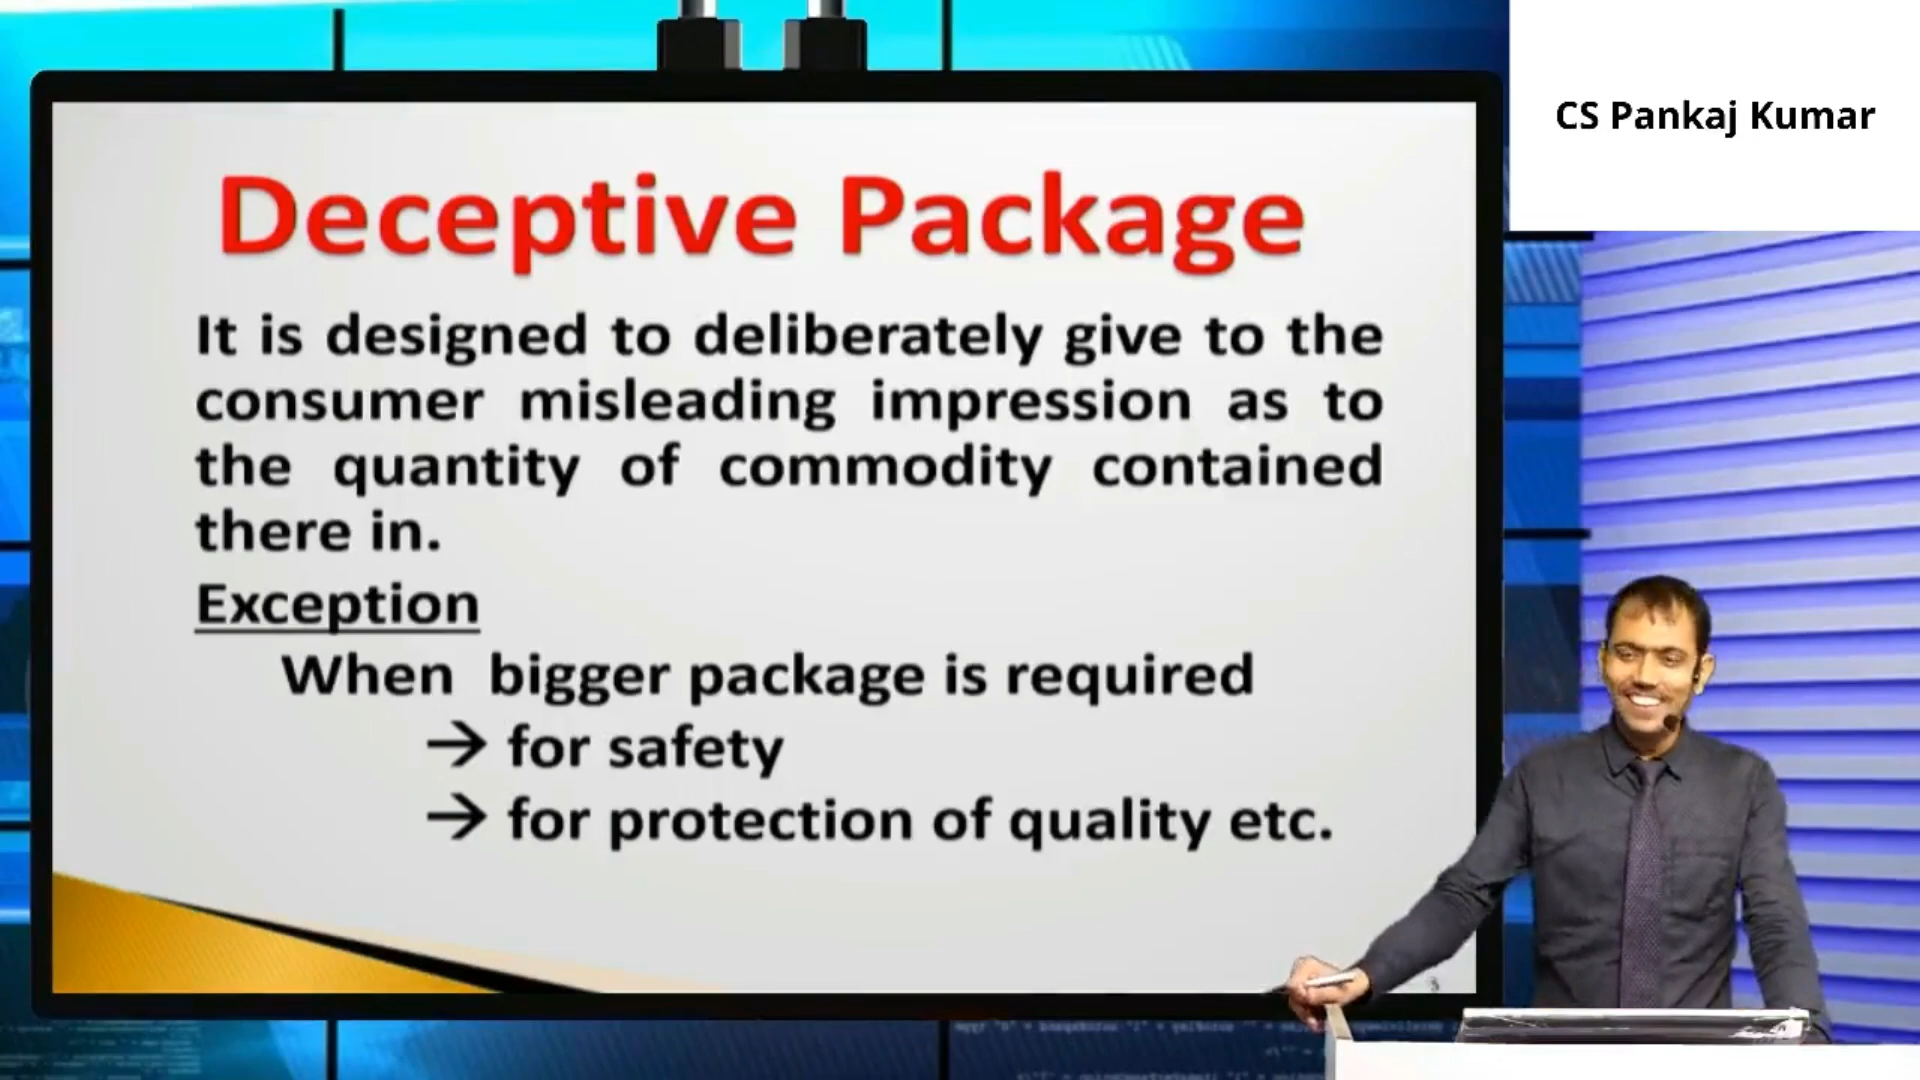 CS Pankaj Kumar
Deceptive Package
It is designed to deliberately give to the
consumer misleading impression as to
the quantity of commodity contained
there in.
Exception
When bigger package is required
→ for safety
→ for protection of quality etc.
3